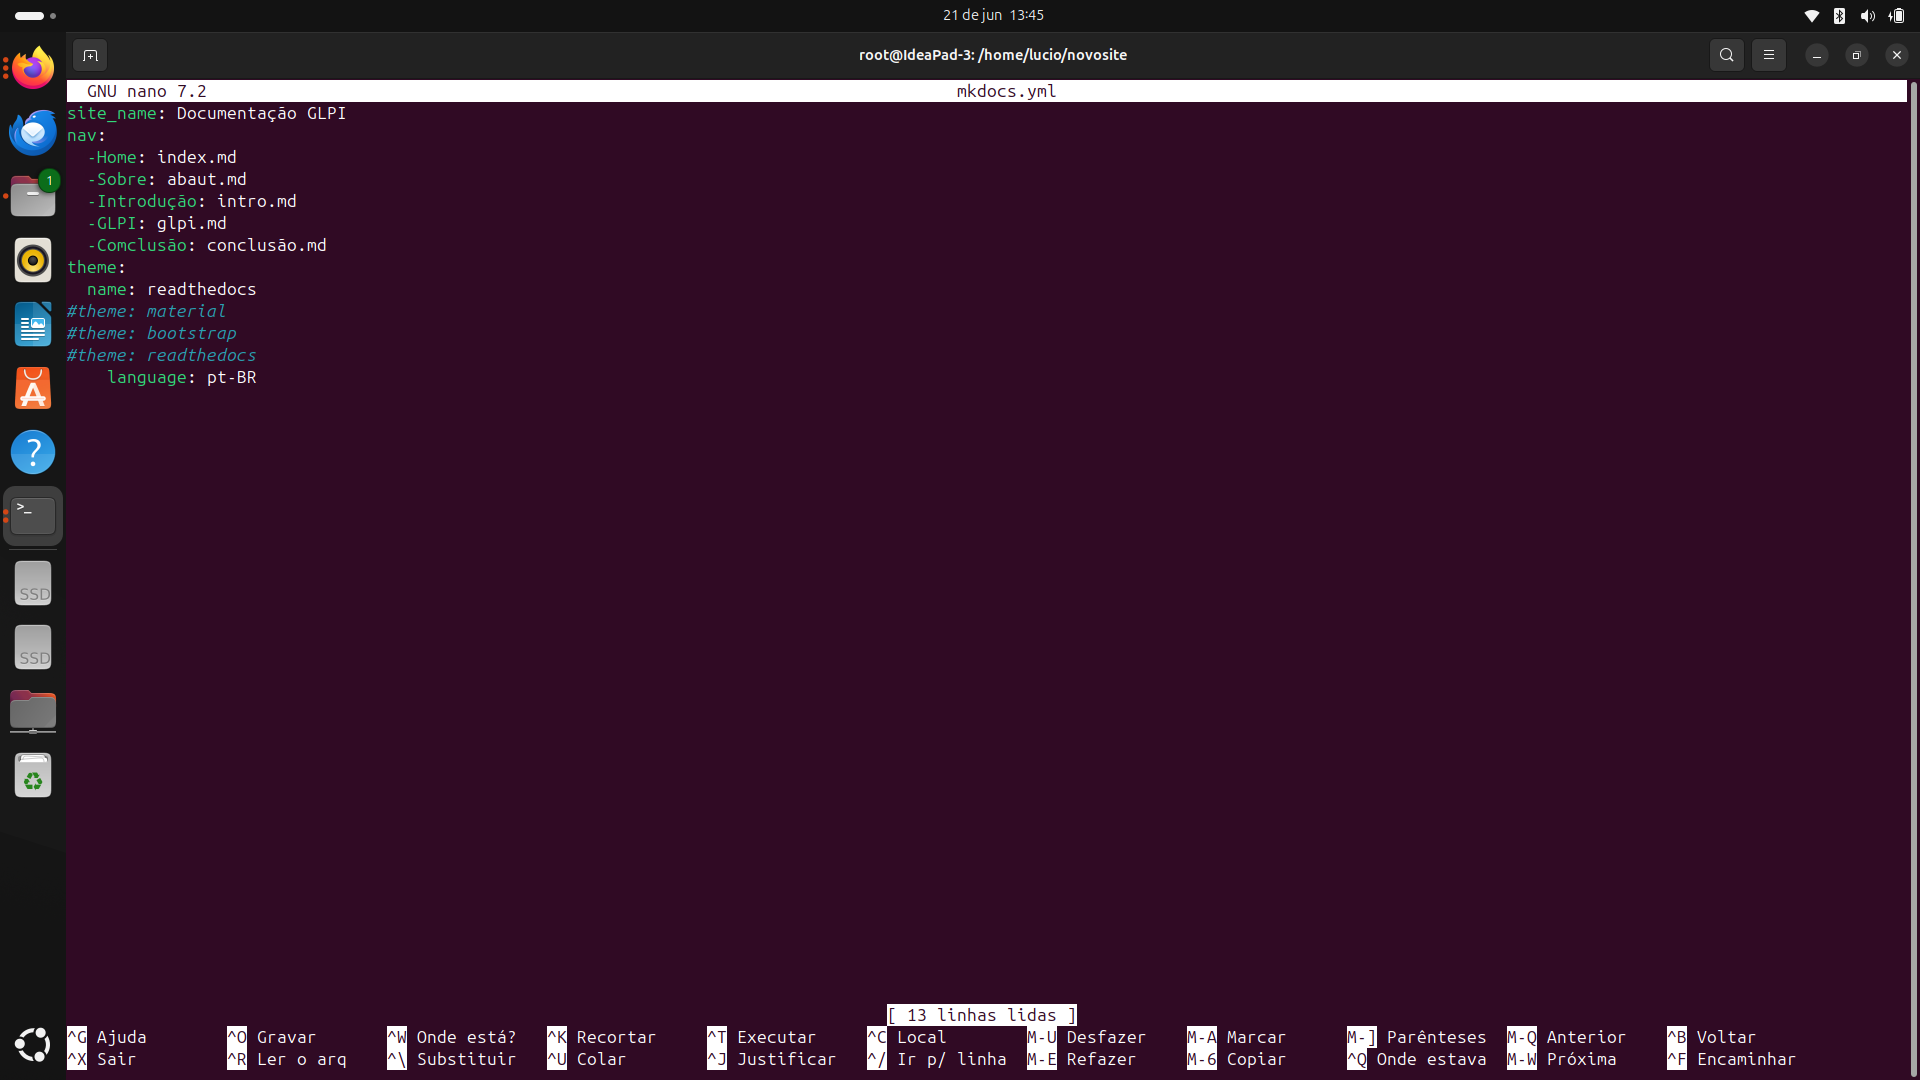 21 de jun 13:45
root@IdeaPad-3: /home/lucio/novosite
GNU nano 7.2 mkdocs.yml
site_name: Documentação GLPI
nav:
  -Home: index.md
  -Sobre: abaut.md
  -Introdução: intro.md
  -GLPI: glpi.md
  -Comclusão: conclusão.md
theme:
  name: readthedocs
#theme: material
#theme: bootstrap
#theme: readthedocs
    language: pt-BR
1
?
>_
SSD
SSD
[ 13 linhas lidas ]
^G Ajuda ^O Gravar ^W Onde está? ^K Recortar ^T Executar ^C Local M-U Desfazer M-A Marcar M-] Parênteses M-Q Anterior ^B Voltar
^X Sair ^R Ler o arq ^\ Substituir ^U Colar ^J Justificar ^/ Ir p/ linha M-E Refazer M-6 Copiar ^Q Onde estava M-W Próxima ^F Encaminhar